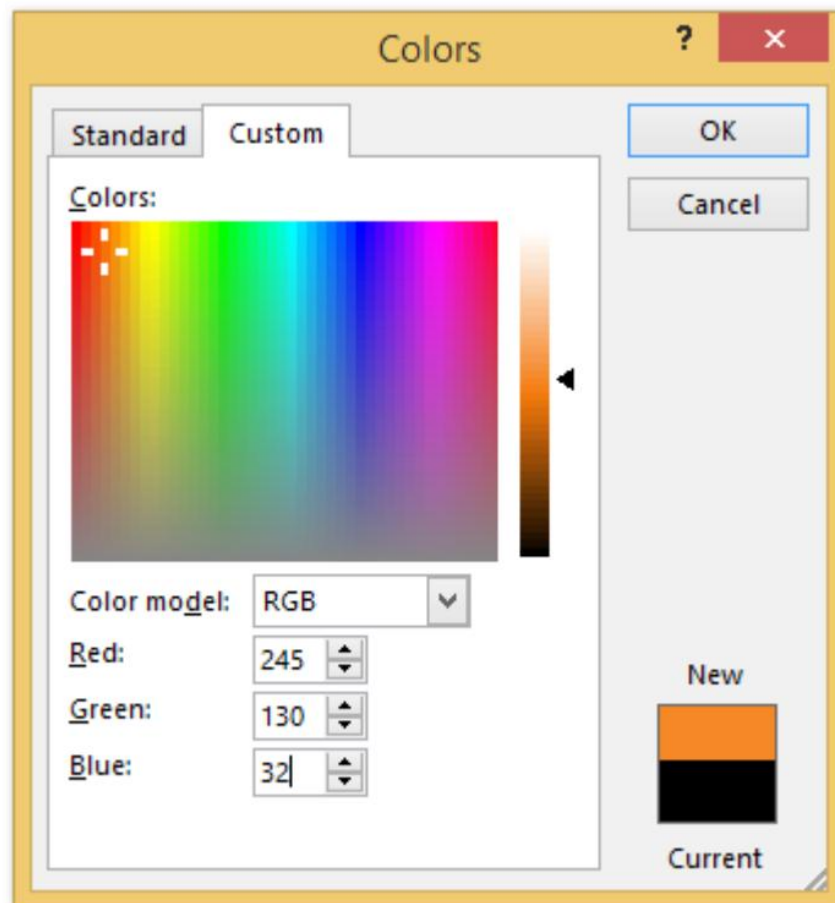 Colors ?
Standard Custom
OK
Cancel
Colors:
Color model: RGB
Red: 245
Green: 130
Blue: 32
New
Current